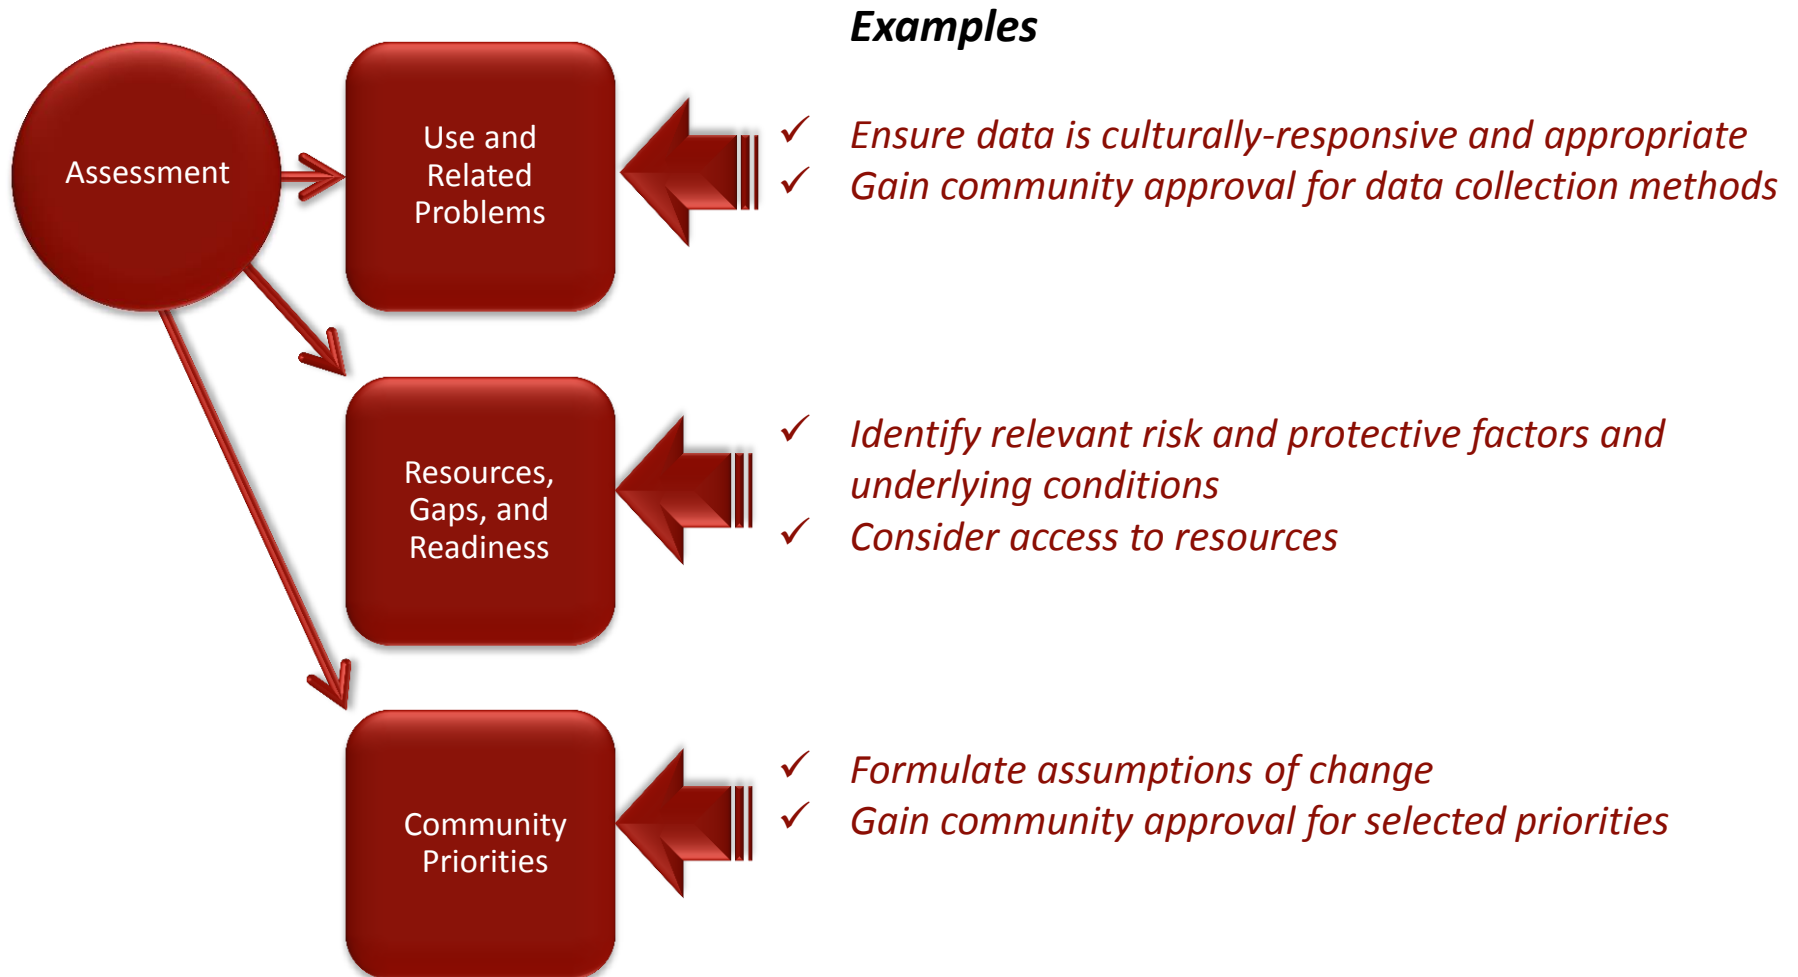 Examples
Assessment
Use and
Related
Problems
✓ Ensure data is culturally-responsive and appropriate
✓ Gain community approval for data collection methods
Resources,
Gaps, and
Readiness
✓ Identify relevant risk and protective factors and
underlying conditions
✓ Consider access to resources
Community
Priorities
✓ Formulate assumptions of change
✓ Gain community approval for selected priorities